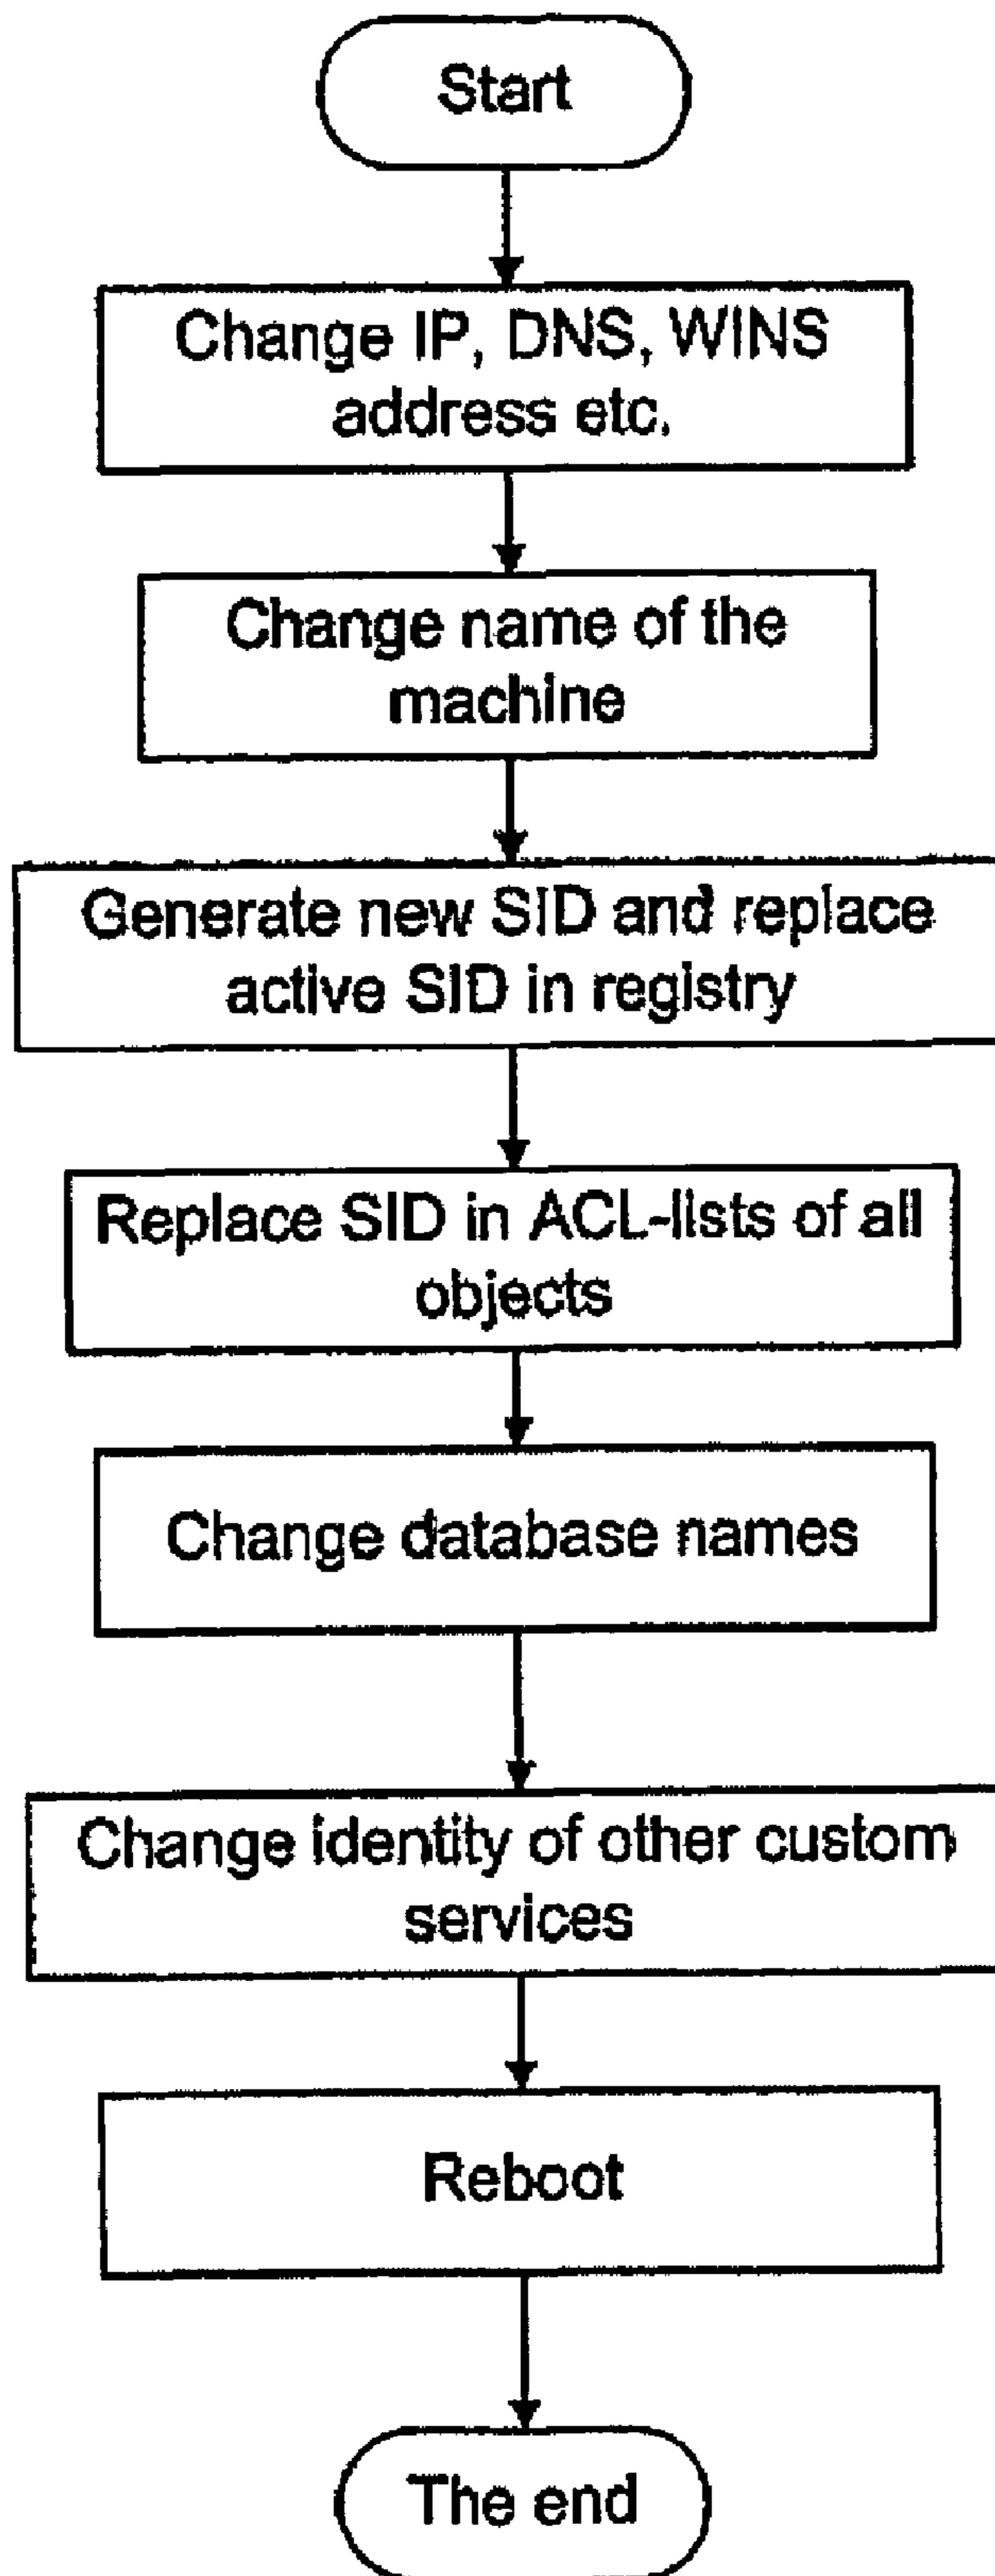 Start
Change IP, DNS, WINS
address etc.
Change name of the
machine
Generate new SID and replace
active SID in registry
Replace SID in ACL-lists of all
objects
Change database names
Change identity of other custom
services
Reboot
The end